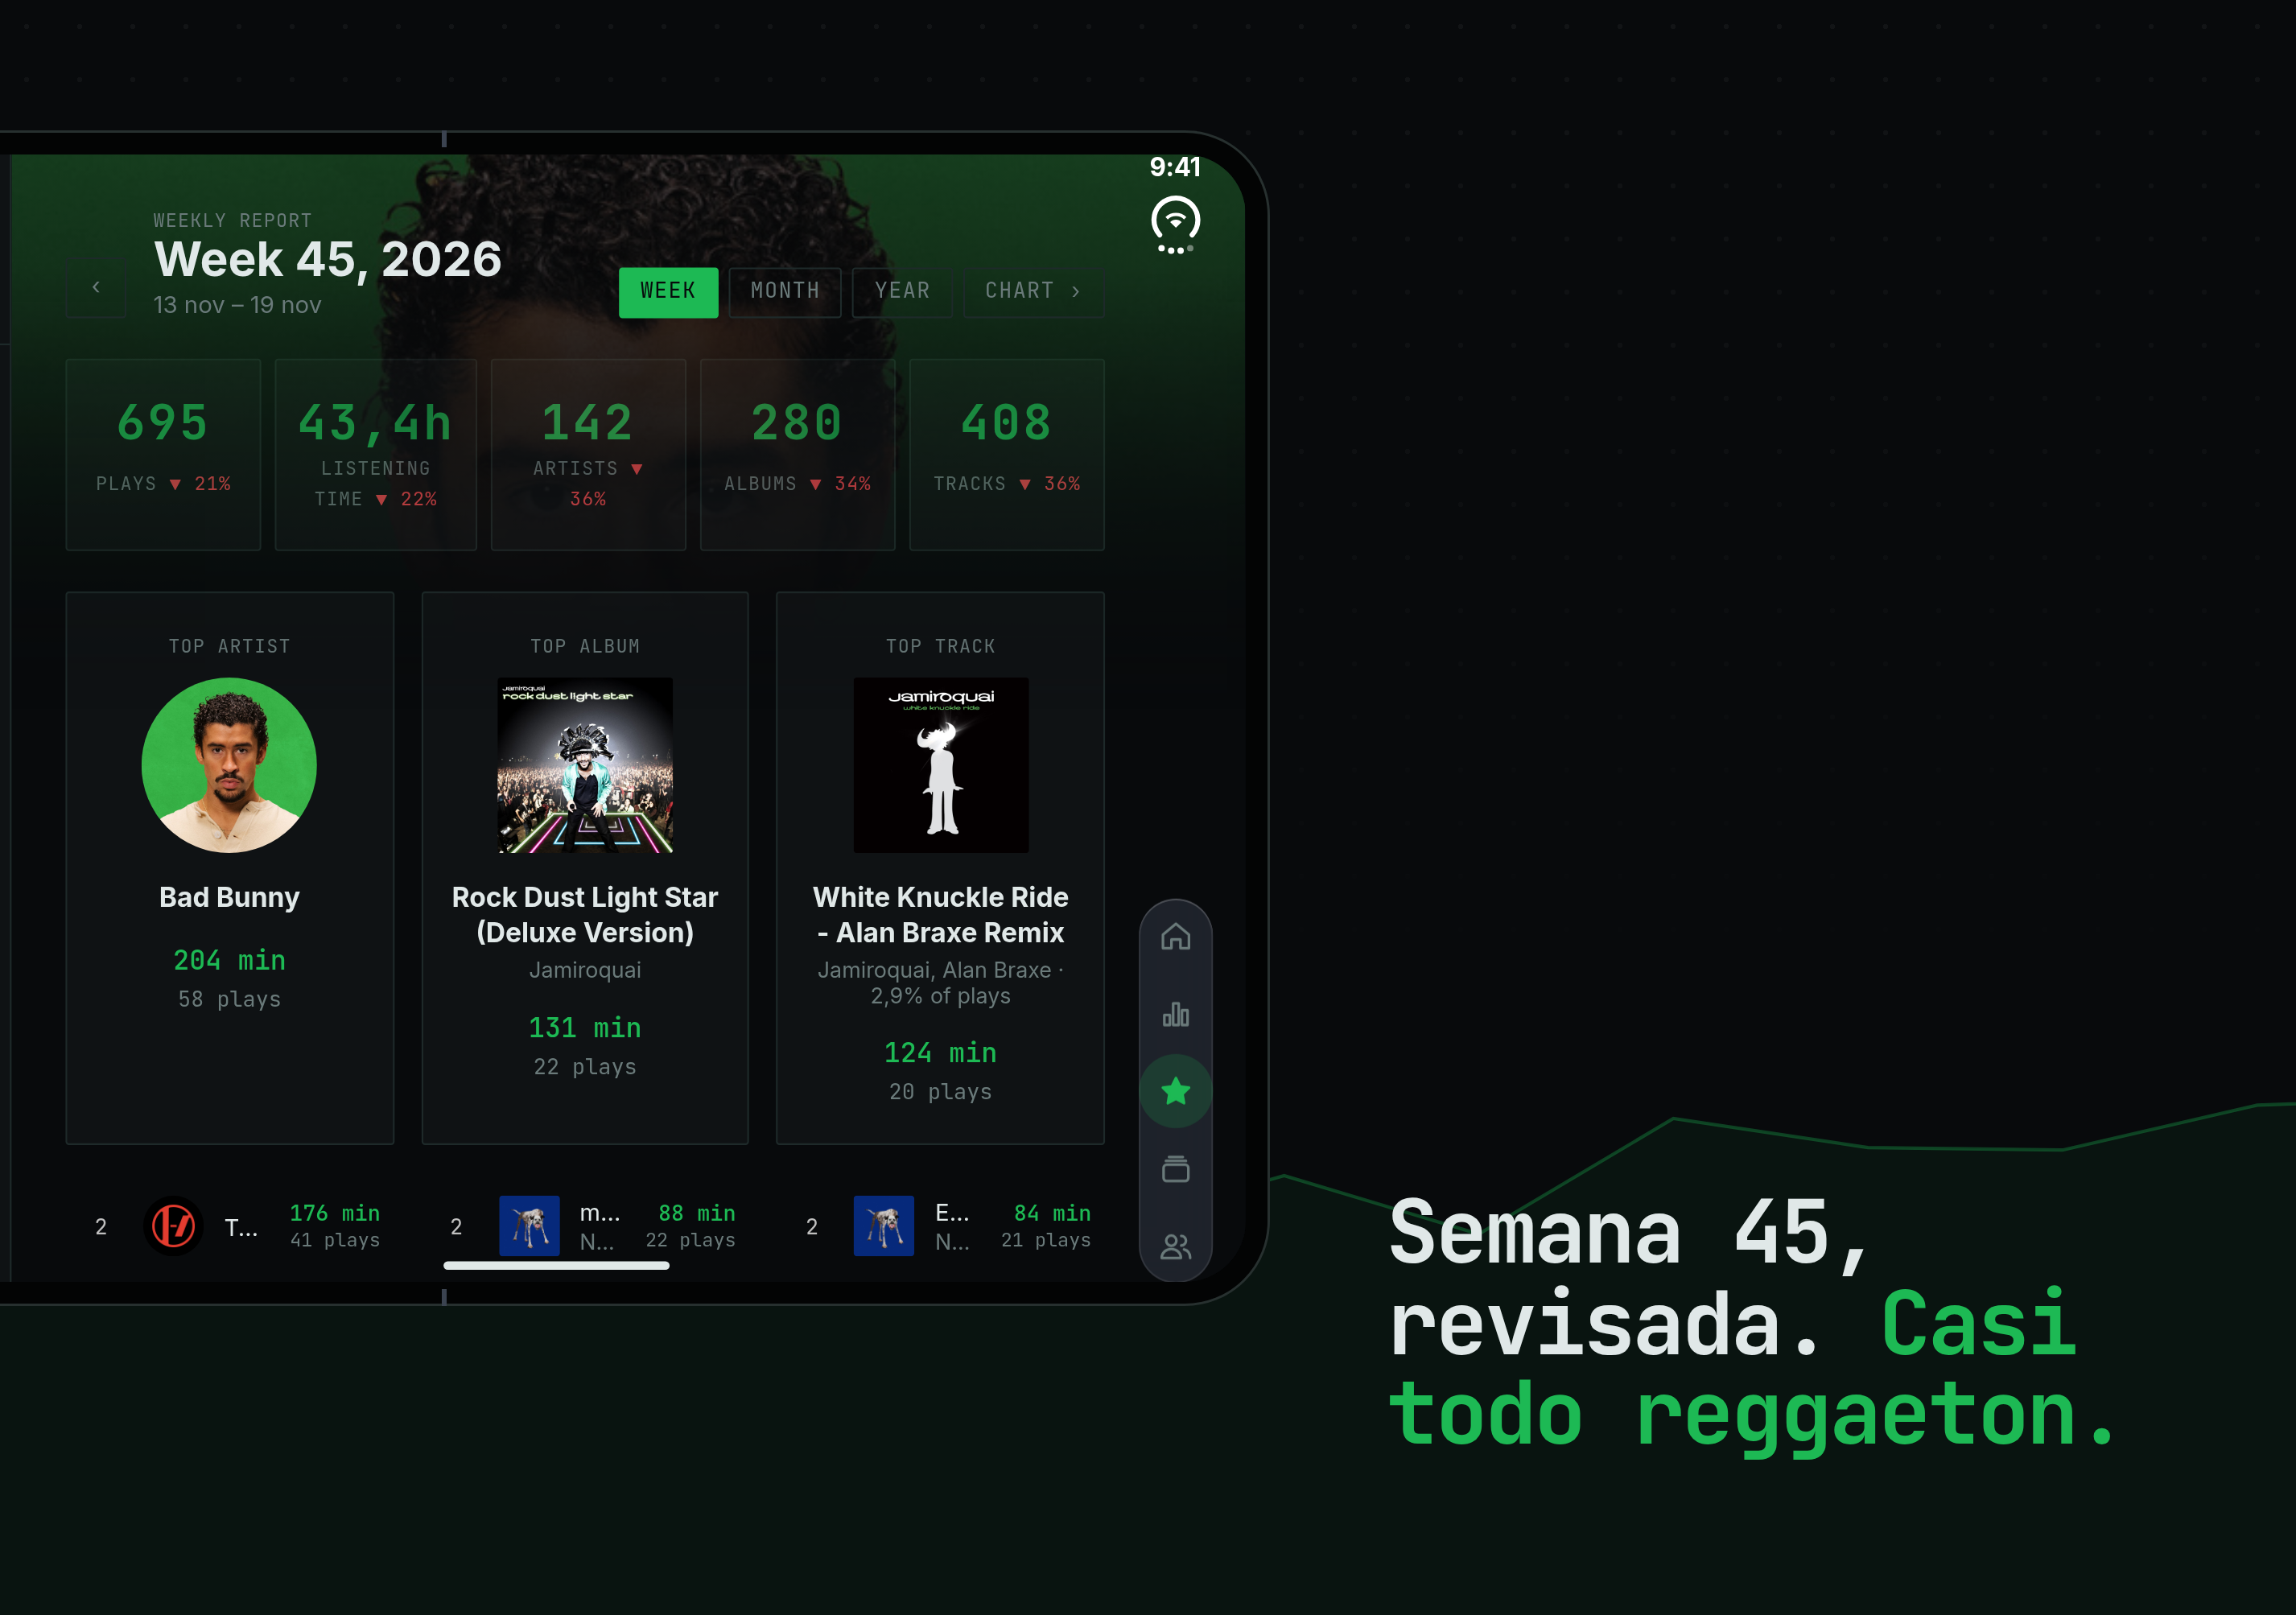 9:41
WEEKLY REPORT
Week 45, 2026
13 nov – 19 nov
WEEK
MONTH
YEAR
CHART ›
695
PLAYS ▼ 21%
43,4h
LISTENING
TIME ▼ 22%
142
ARTISTS ▼
36%
280
ALBUMS ▼ 34%
408
TRACKS ▼ 36%
TOP ARTIST
Bad Bunny
204 min
58 plays
TOP ALBUM
Jamiroquai
rock dust light star
Rock Dust Light Star
(Deluxe Version)
Jamiroquai
131 min
22 plays
TOP TRACK
Jamiroquai
white knuckle ride
White Knuckle Ride
- Alan Braxe Remix
Jamiroquai, Alan Braxe ·
2,9% of plays
124 min
20 plays
2
T...
176 min
41 plays
2
m...
N...
88 min
22 plays
2
E...
N...
84 min
21 plays
Semana 45,
revisada. Casi
todo reggaeton.